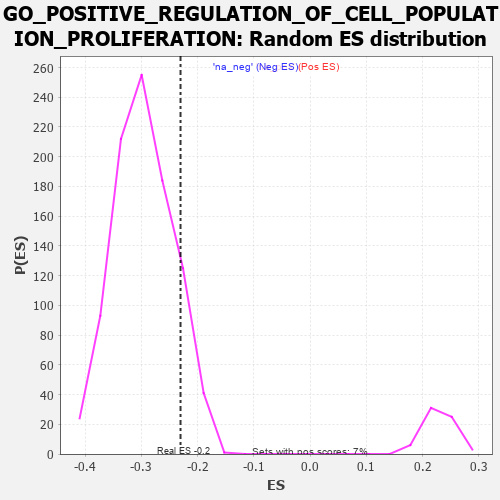 GO_POSITIVE_REGULATION_OF_CELL_POPULAT
ION_PROLIFERATION: Random ES distribution
'na_neg' (Neg ES)(Pos ES)
260
240
220
200
180
160
140
120
100
80
60
40
20
0
P(ES)
Real ES -0.2
Sets with pos scores: 7%
-0.4 -0.3 -0.2 -0.1 0.0 0.1 0.2 0.3
ES